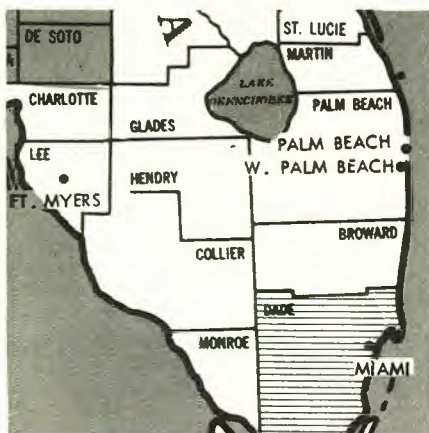 DE SOTO
ST. LUCIE
MARTIN
LAKE
OKEECHOBEE
CHARLOTTE
PALM BEACH
GLADES
LEE
PALM BEACH
HENDRY
W. PALM BEACH
FT. MYERS
BROWARD
COLLIER
DADE
MONROE
MIAMI